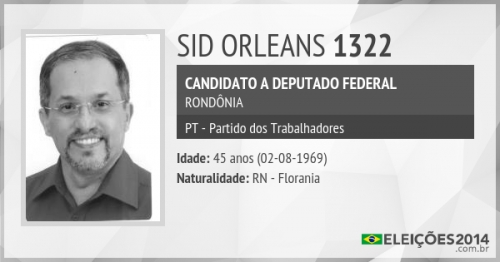 SID ORLEANS 1322
CANDIDATO A DEPUTADO FEDERAL
RONDÔNIA
PT - Partido dos Trabalhadores
Idade: 45 anos (02-08-1969)
Naturalidade: RN - Florania
ELEIÇÕES2014
.com.br